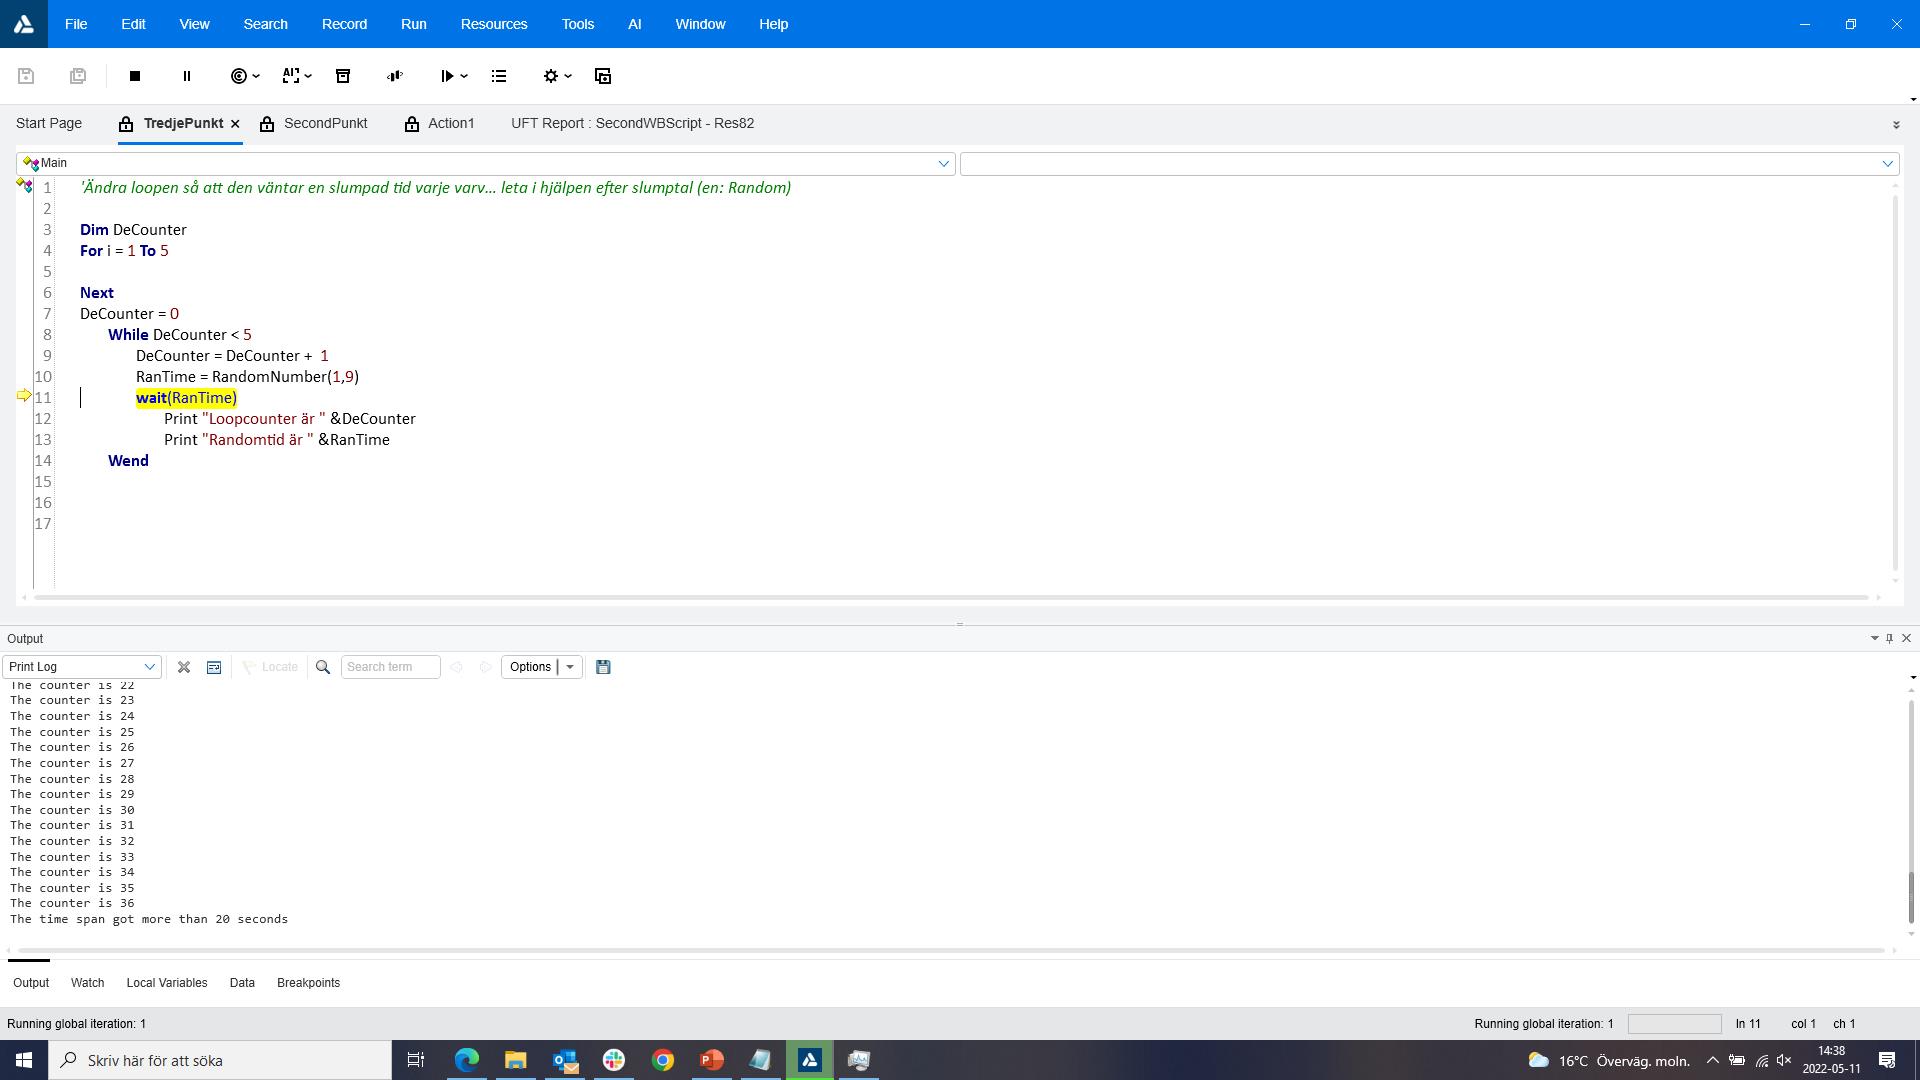 File Edit View Search Record Run Resources Tools AI Window Help
AI
Start Page TredjePunkt SecondPunkt Action1 UFT Report : SecondWBScript - Res82
Main
1 'Ändra loopen så att den väntar en slumpad tid varje varv... leta i hjälpen efter slumptal (en: Random)
2
3 Dim DeCounter
4 For i = 1 To 5
5
6 Next
7 DeCounter = 0
8 While DeCounter < 5
9 DeCounter = DeCounter + 1
10 RanTime = RandomNumber(1,9)
11 wait(RanTime)
12 Print "Loopcounter är " &DeCounter
13 Print "Randomtid är " &RanTime
14 Wend
15
16
17
Output
Print Log Locate Search term Options
The counter is 22
The counter is 23
The counter is 24
The counter is 25
The counter is 26
The counter is 27
The counter is 28
The counter is 29
The counter is 30
The counter is 31
The counter is 32
The counter is 33
The counter is 34
The counter is 35
The counter is 36
The time span got more than 20 seconds
Output Watch Local Variables Data Breakpoints
Running global iteration: 1 Running global iteration: 1 ln 11 col 1 ch 1
Skriv här för att söka 16°C Överväg. moln. 14:38
2022-05-11